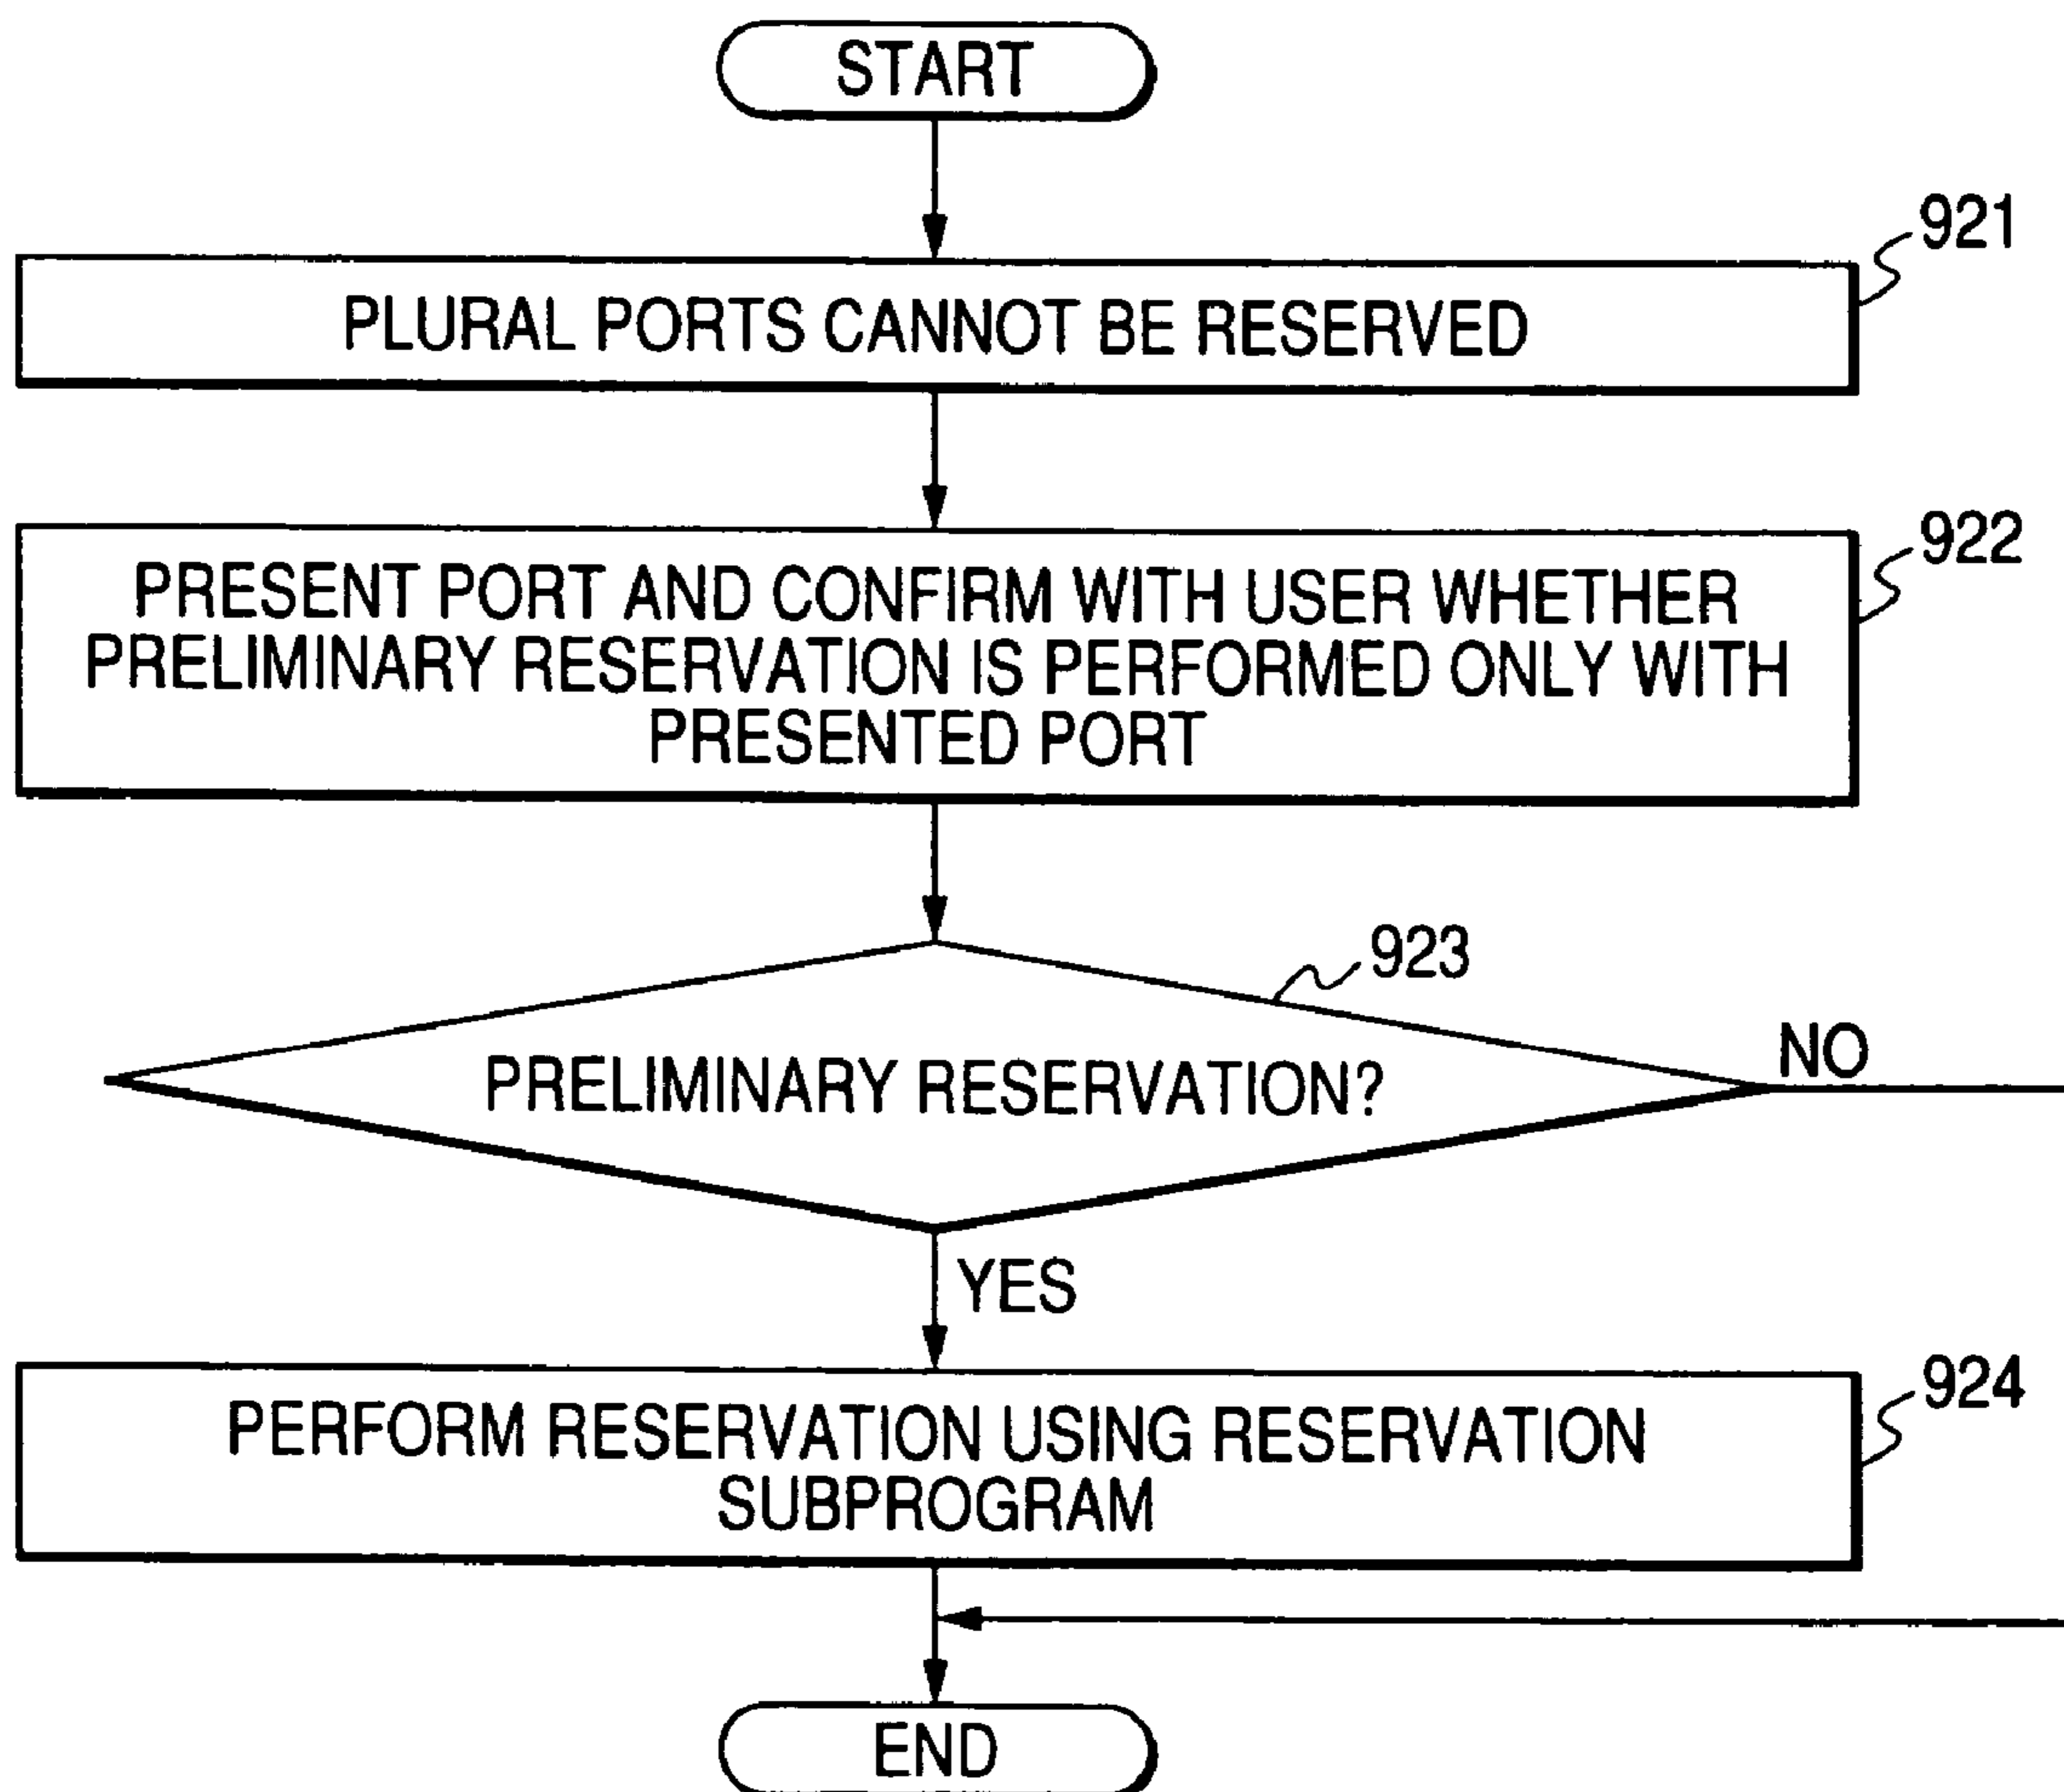 START
921
PLURAL PORTS CANNOT BE RESERVED
922
PRESENT PORT AND CONFIRM WITH USER WHETHER
PRELIMINARY RESERVATION IS PERFORMED ONLY WITH
PRESENTED PORT
923
PRELIMINARY RESERVATION?
NO
YES
924
PERFORM RESERVATION USING RESERVATION
SUBPROGRAM
END